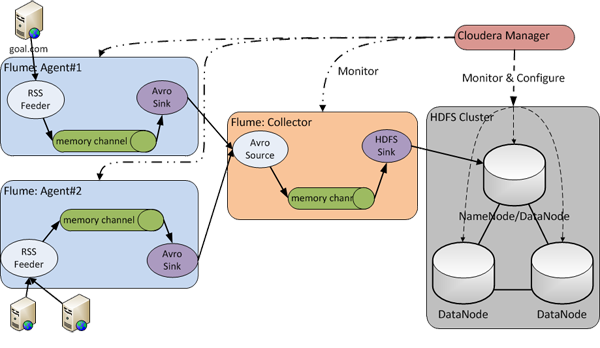 goal.com
Cloudera Manager
Flume: Agent#1
RSS
Feeder
Avro
Sink
memory channel
Monitor
Monitor & Configure
Flume: Collector
Avro
Source
HDFS
Sink
memory chann
HDFS Cluster
NameNode/DataNode
DataNode
DataNode
Flume: Agent#2
memory channel
RSS
Feeder
Avro
Sink